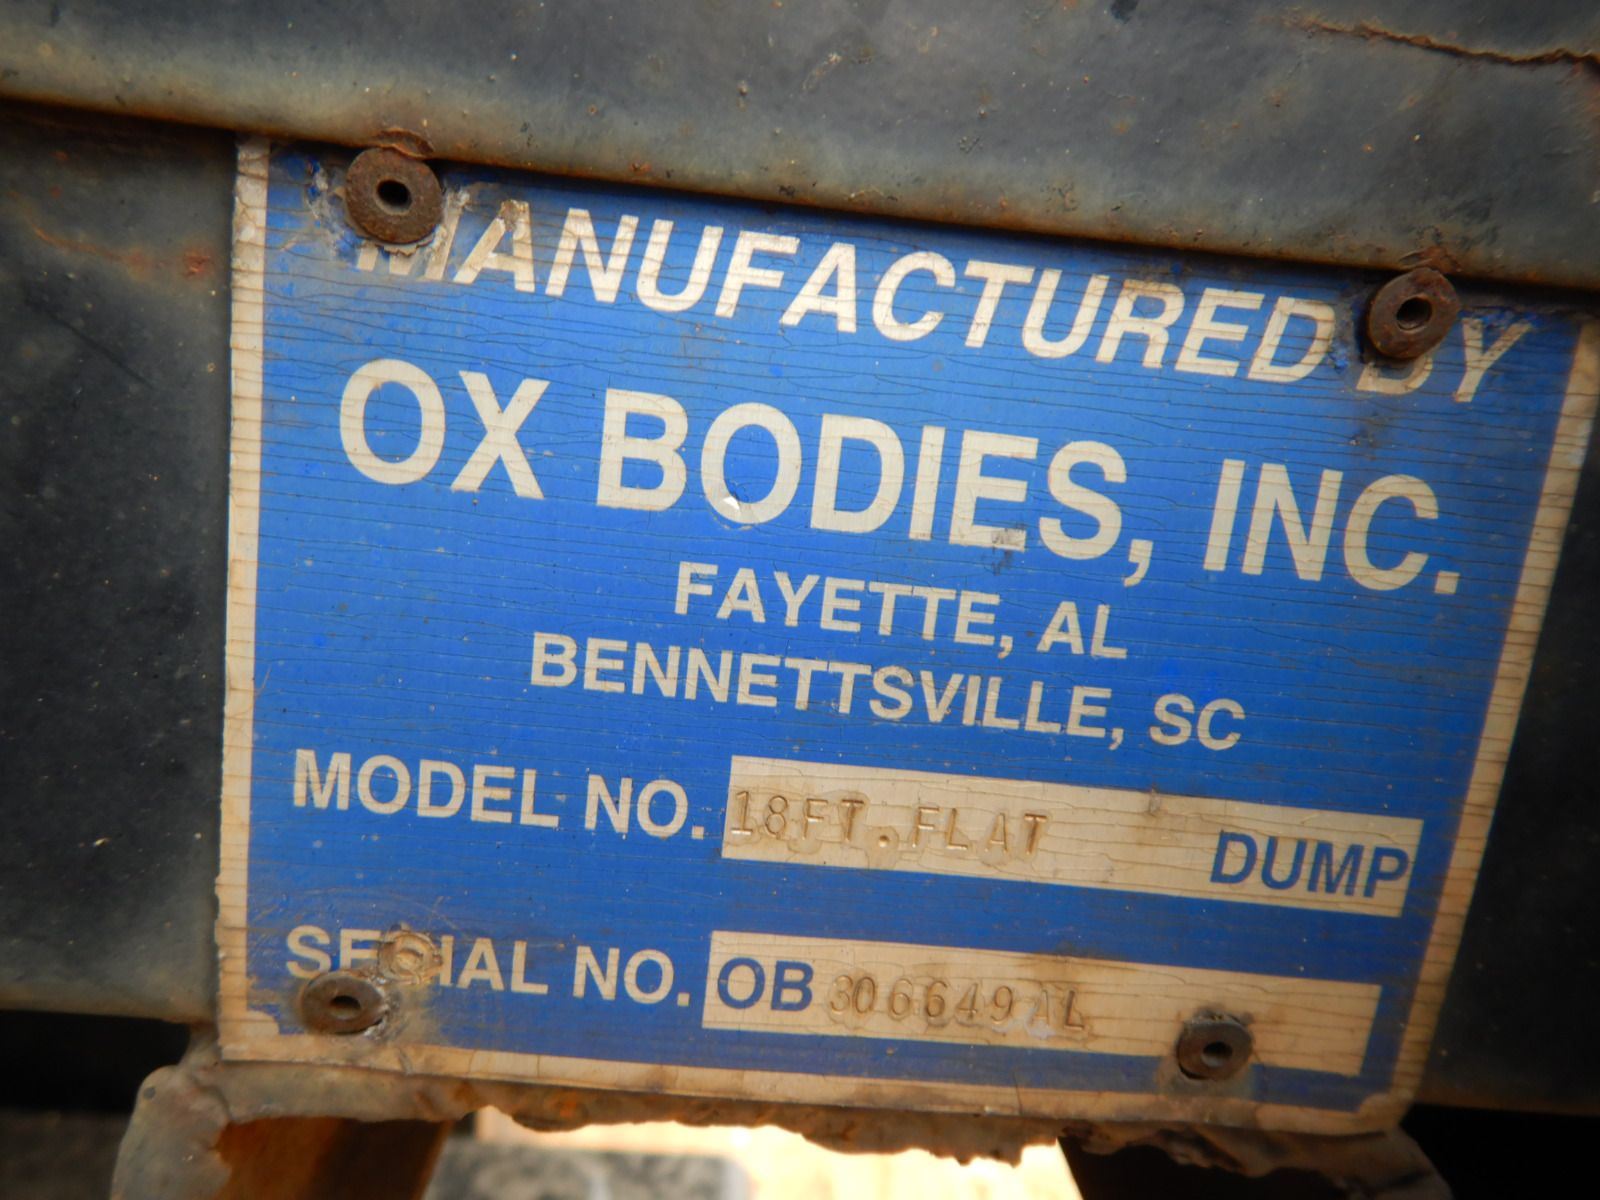 MANUFACTURED BY
OX BODIES, INC.
FAYETTE, AL
BENNETTSVILLE, SC
MODEL NO. 18FT. FLAT DUMP
SERIAL NO. OB 306649AL